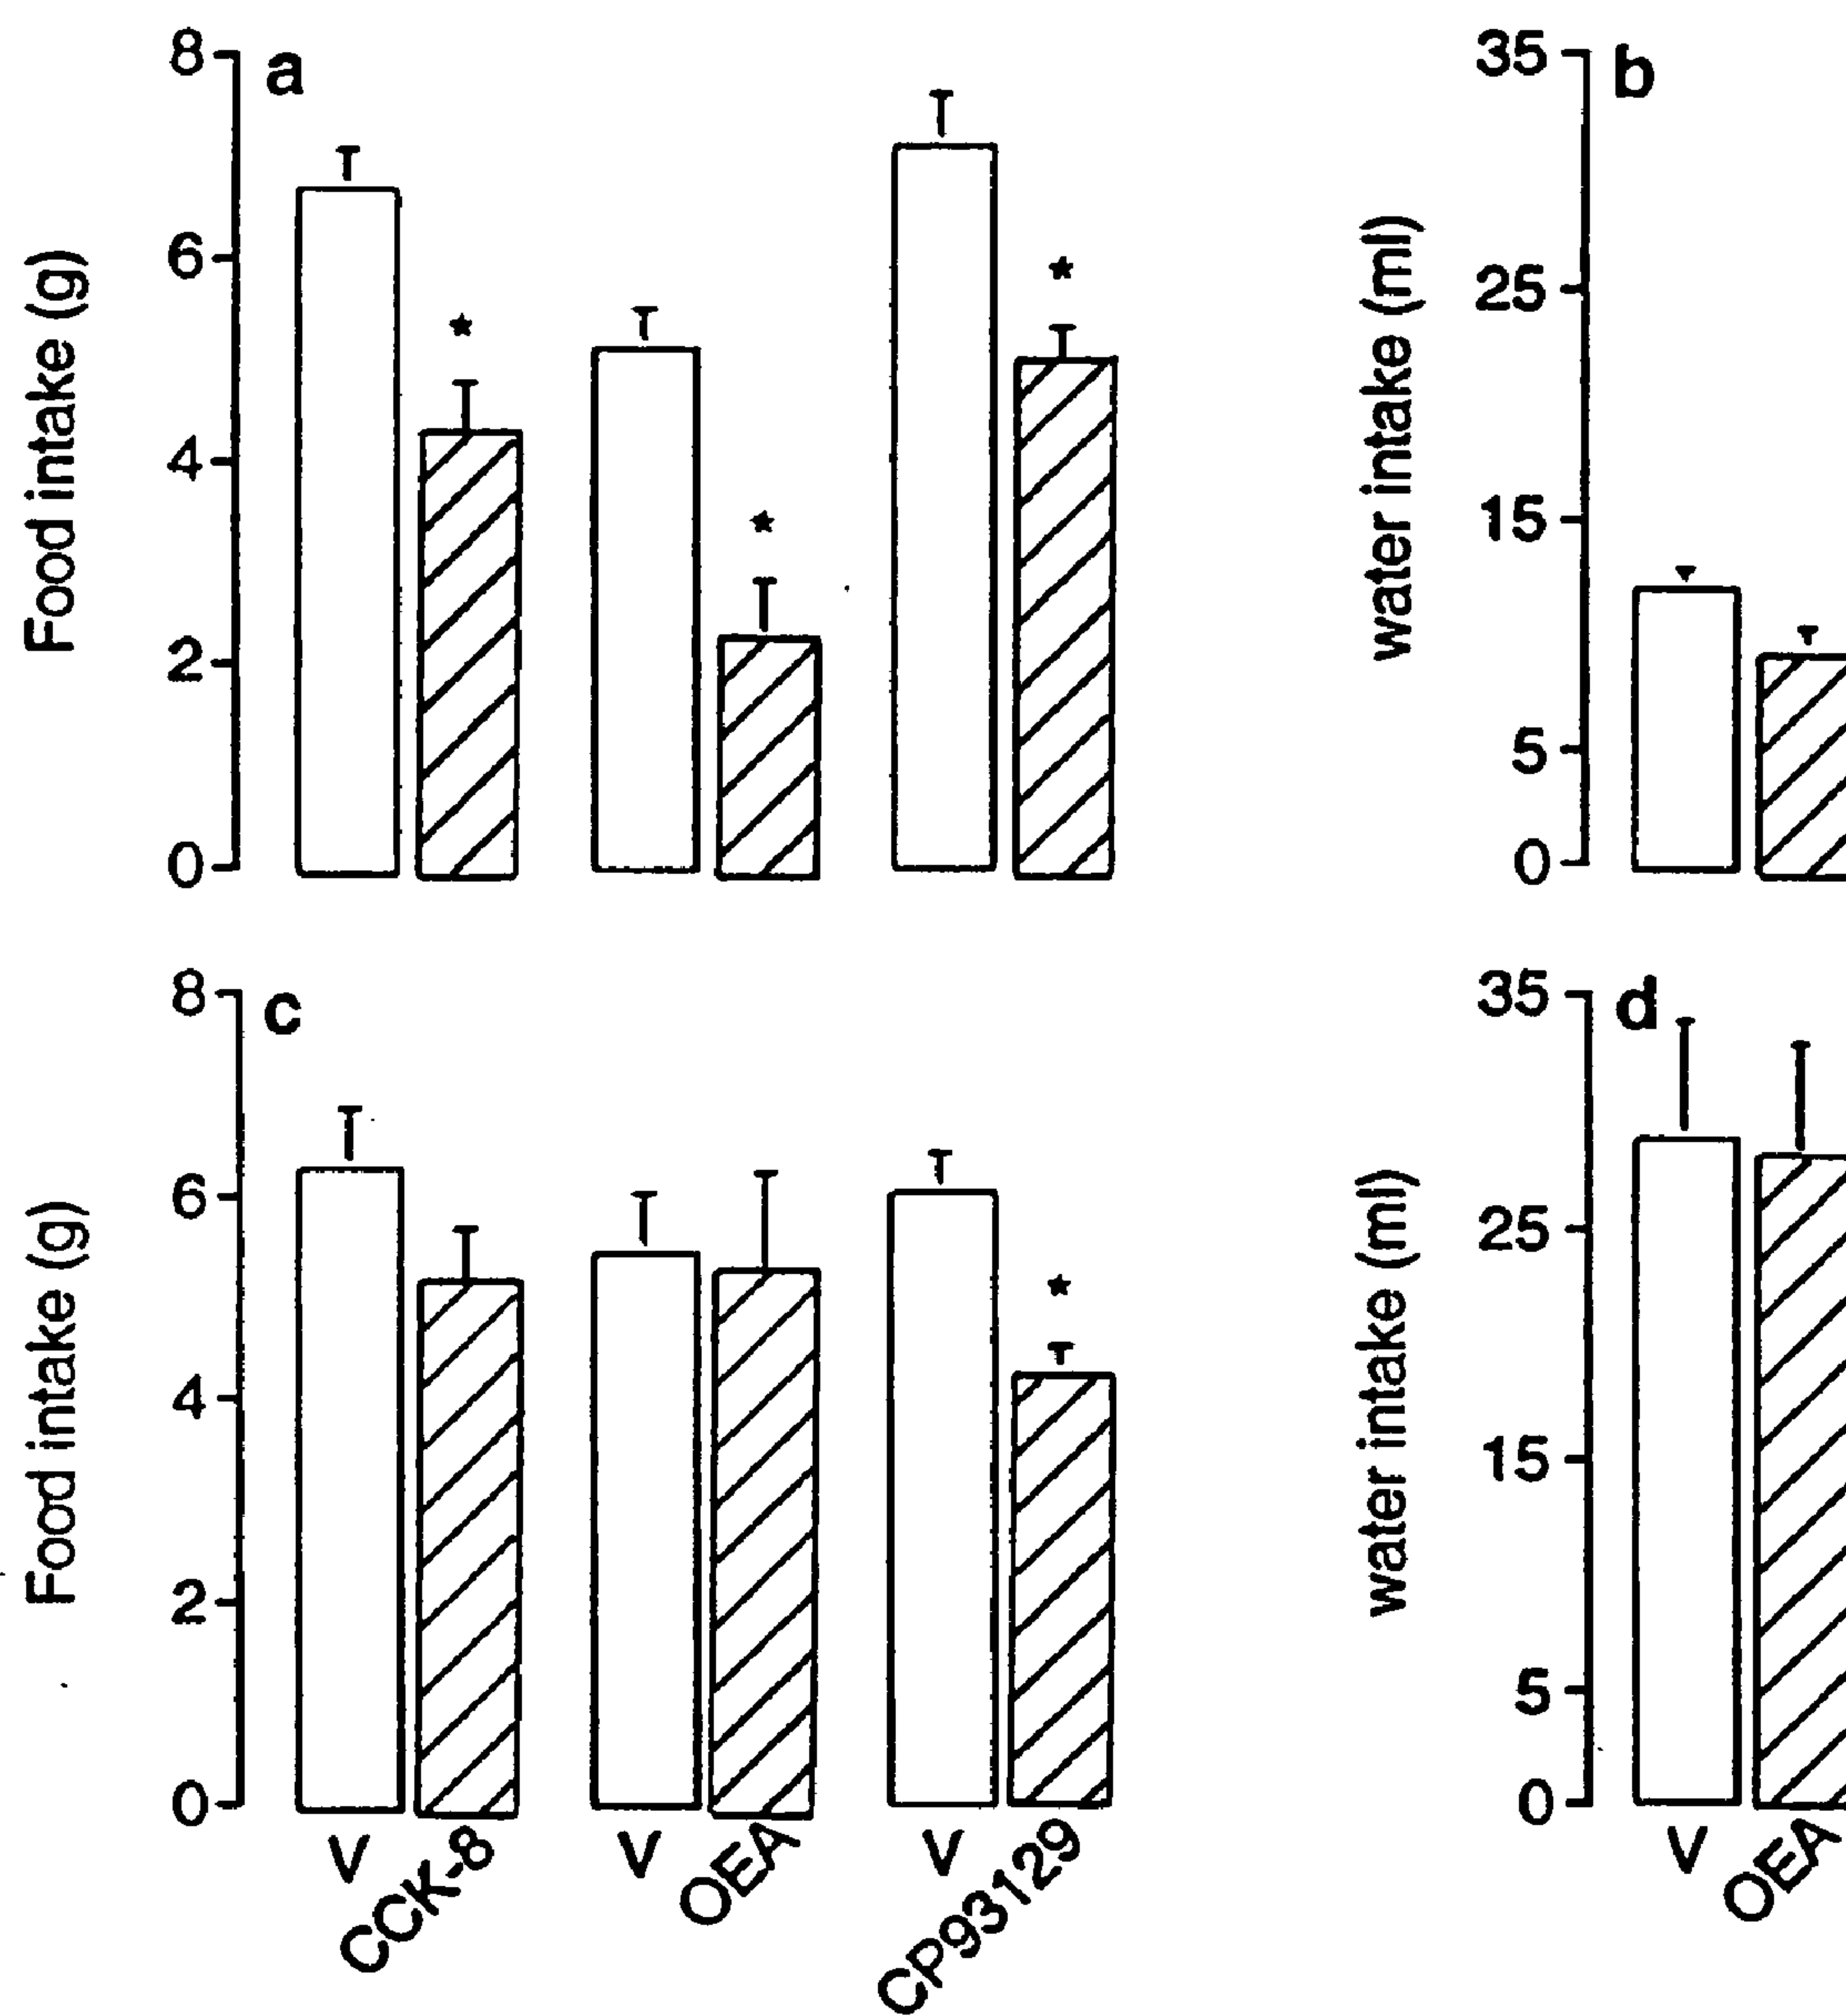 a
8
6
4
2
0
Food intake (g)
*
*
*
b
35
25
15
5
0
water intake (ml)
c
8
6
4
2
0
Food intake (g)
*
V
CCK-8
V
OEA
V
CP93129
d
35
25
15
5
0
water intake (ml)
V
OEA